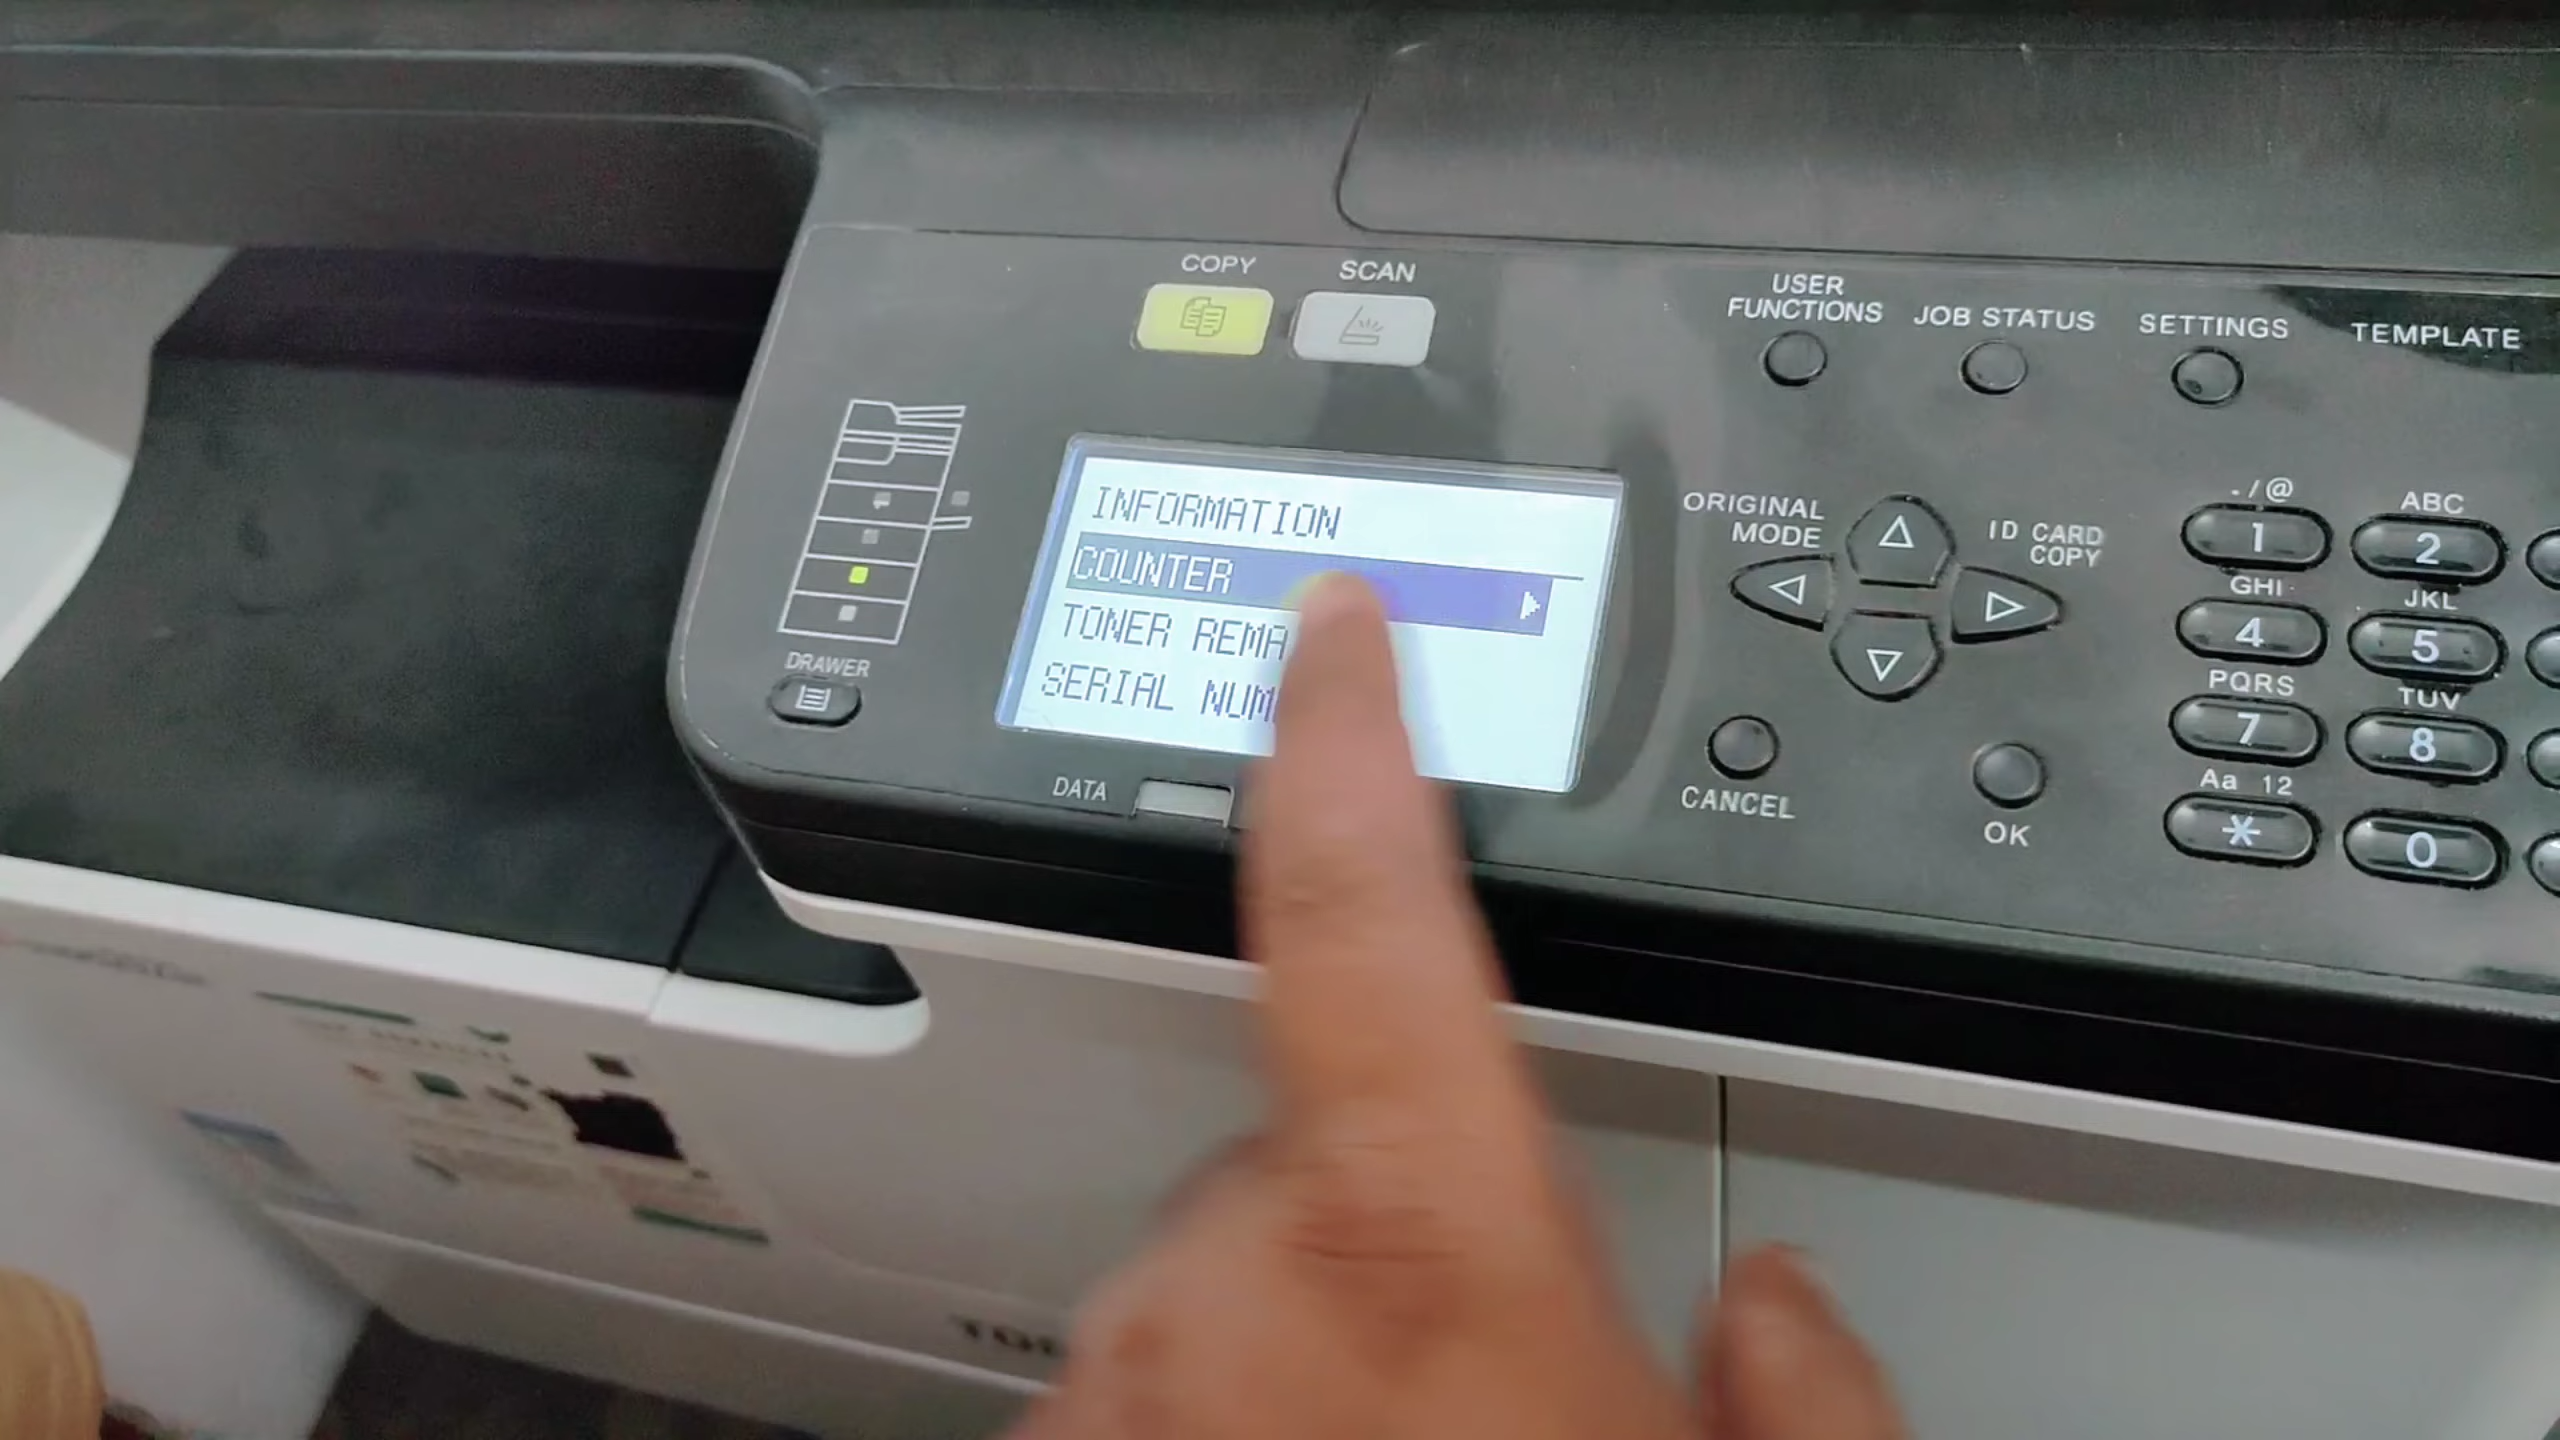 COPY
SCAN
USER
FUNCTIONS
JOB STATUS
SETTINGS
TEMPLATE
INFORMATION
COUNTER
TONER REMA
SERIAL NUM
ORIGINAL
MODE
ID CARD
COPY
./@
1
ABC
2
GHI
4
JKL
5
PQRS
7
TUV
8
Aa 12
*
0
DRAWER
DATA
CANCEL
OK